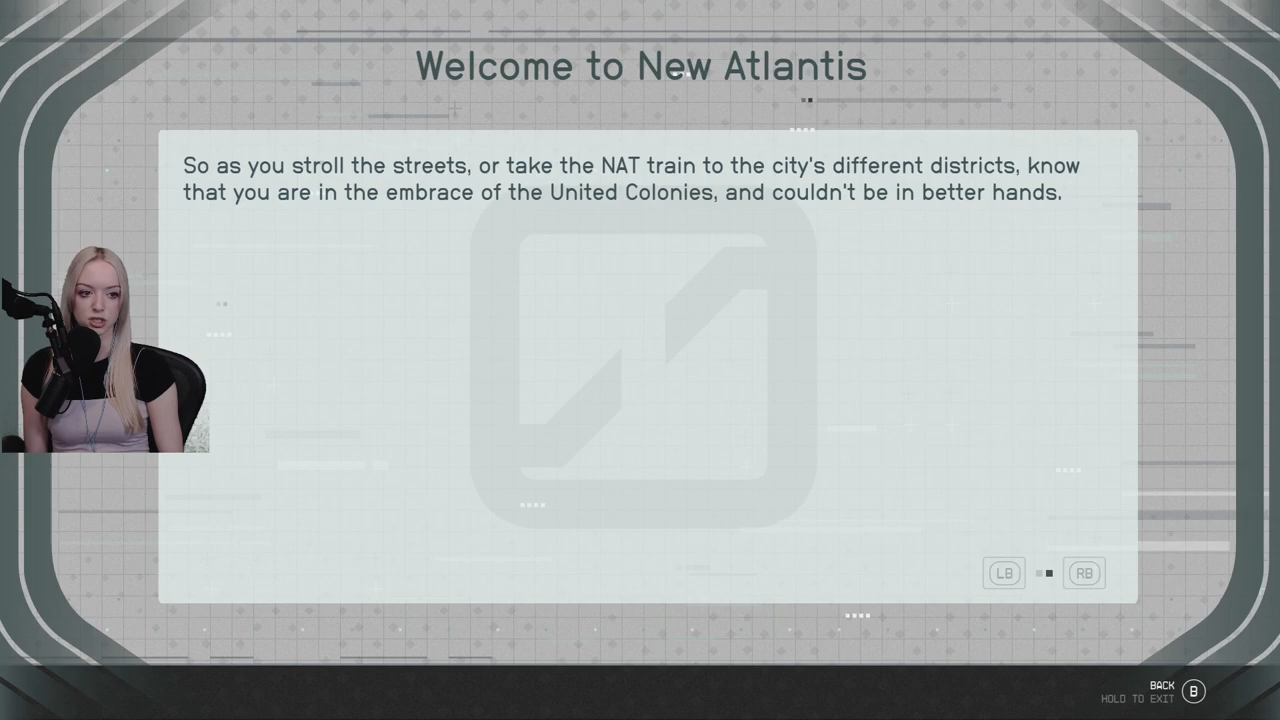 Welcome to New Atlantis
So as you stroll the streets, or take the NAT train to the city's different districts, know
that you are in the embrace of the United Colonies, and couldn't be in better hands.
LB RB
BACK B
HOLD TO EXIT